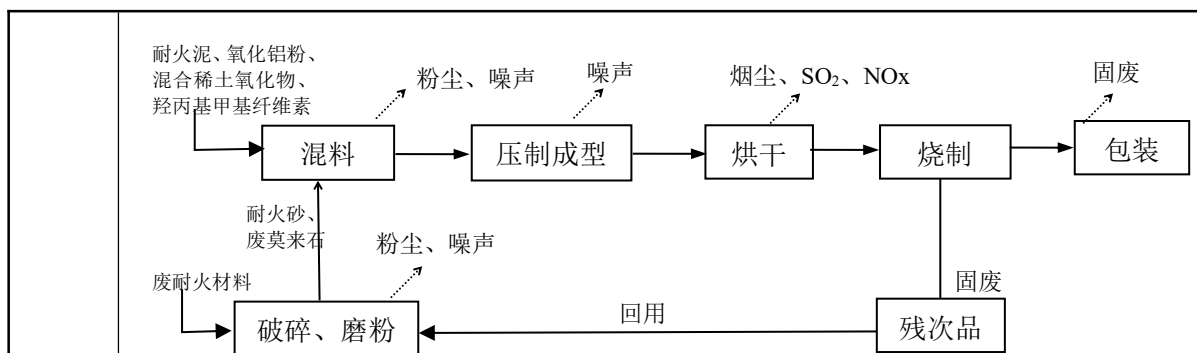 耐火泥、氧化铝粉、
混合稀土氧化物、
羟丙基甲基纤维素
粉尘、噪声
噪声
烟尘、SO₂、NOx
固废
混料
压制成型
烘干
烧制
包装
耐火砂、
废莫来石
粉尘、噪声
废耐火材料
固废
破碎、磨粉
回用
残次品